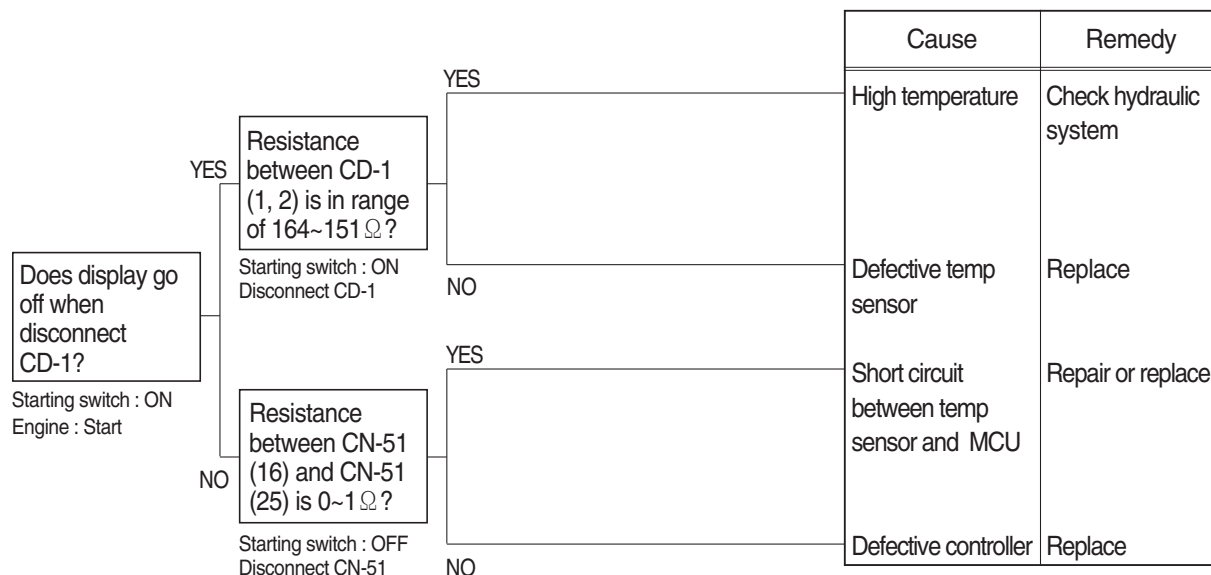 Does display go
off when
disconnect
CD-1?
Starting switch : ON
Engine : Start
YES
Resistance
between CD-1
(1, 2) is in range
of 164~151Ω?
Starting switch : ON
Disconnect CD-1
NO
Resistance
between CN-51
(16) and CN-51
(25) is 0~1Ω?
Starting switch : OFF
Disconnect CN-51
YES
NO
YES
NO
Cause Remedy
High temperature Check hydraulic
system
Defective temp Replace
sensor
Short circuit Repair or replace
between temp
sensor and MCU
Defective controller Replace